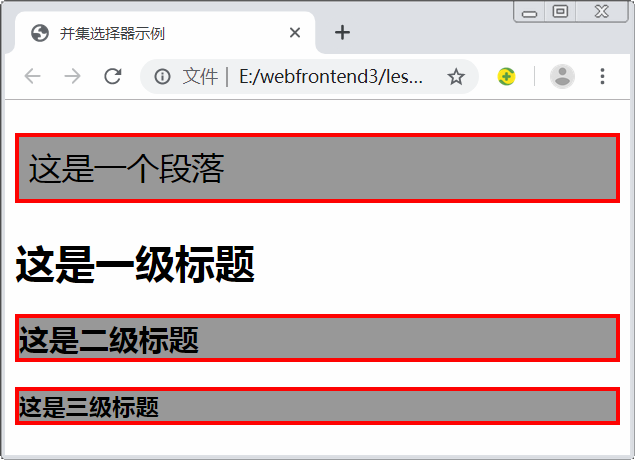 并集选择器示例
文件 | E:/webfrontend3/les...
这是一个段落
这是一级标题
这是二级标题
这是三级标题